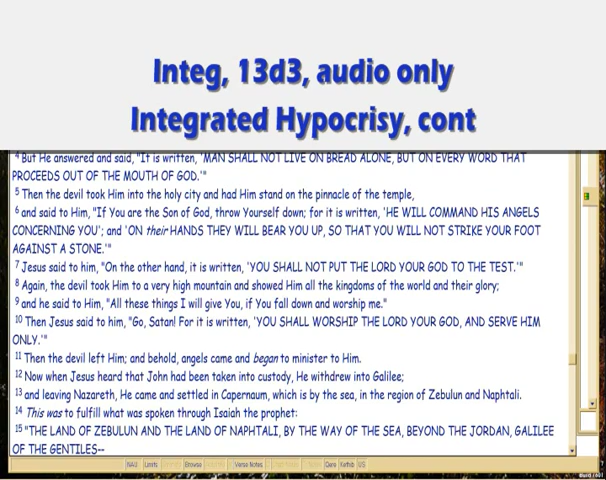 Integ, 13d3, audio only
Integrated Hypocrisy, cont
4 But He answered and said, "It is written, 'MAN SHALL NOT LIVE ON BREAD ALONE, BUT ON EVERY WORD THAT
PROCEEDS OUT OF THE MOUTH OF GOD.'"
5 Then the devil took Him into the holy city and had Him stand on the pinnacle of the temple,
6 and said to Him, "If You are the Son of God, throw Yourself down; for it is written, 'HE WILL COMMAND HIS ANGELS
CONCERNING YOU'; and 'ON their HANDS THEY WILL BEAR YOU UP, SO THAT YOU WILL NOT STRIKE YOUR FOOT
AGAINST A STONE.'"
7 Jesus said to him, "On the other hand, it is written, 'YOU SHALL NOT PUT THE LORD YOUR GOD TO THE TEST.'"
8 Again, the devil took Him to a very high mountain and showed Him all the kingdoms of the world and their glory;
9 and he said to Him, "All these things I will give You, if You fall down and worship me."
10 Then Jesus said to him, "Go, Satan! For it is written, 'YOU SHALL WORSHIP THE LORD YOUR GOD, AND SERVE HIM
ONLY.'"
11 Then the devil left Him; and behold, angels came and began to minister to Him.
12 Now when Jesus heard that John had been taken into custody, He withdrew into Galilee;
13 and leaving Nazareth, He came and settled in Capernaum, which is by the sea, in the region of Zebulun and Naphtali.
14 This was to fulfill what was spoken through Isaiah the prophet:
15 "THE LAND OF ZEBULUN AND THE LAND OF NAPHTALI, BY THE WAY OF THE SEA, BEYOND THE JORDAN, GALILEE
OF THE GENTILES--
NAU Limits Browse Verse Notes Qere Kethib